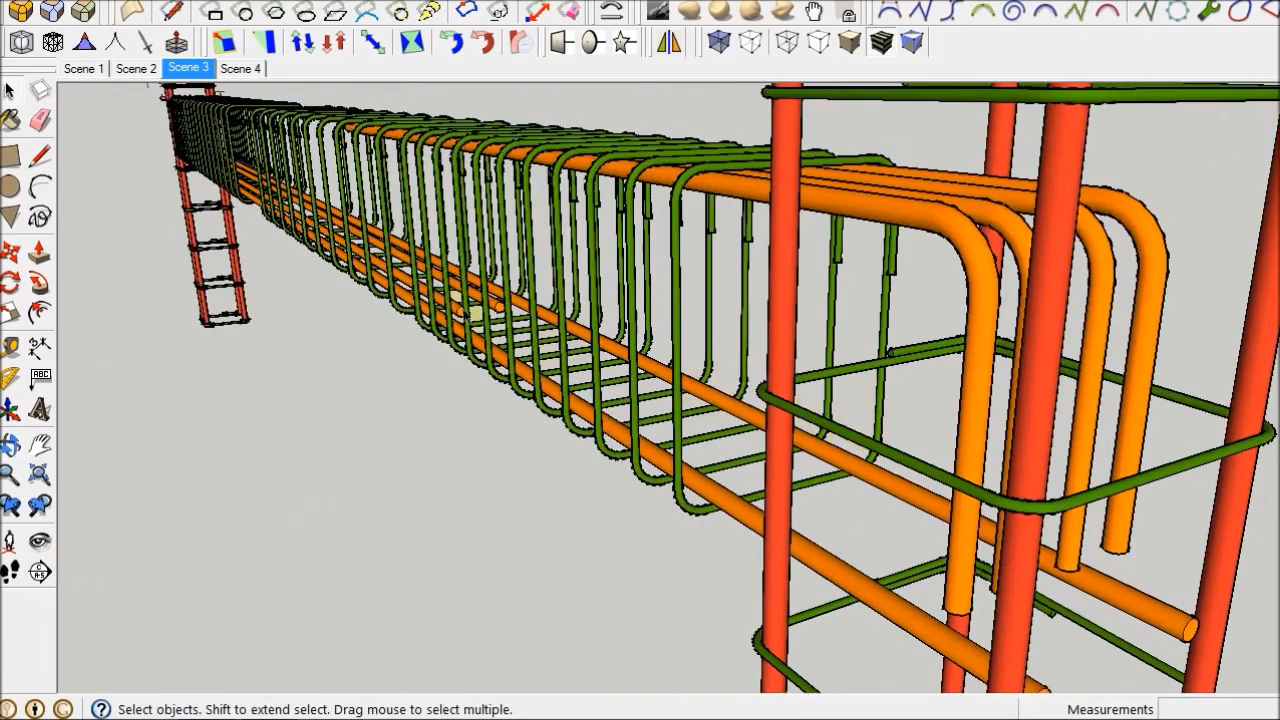 Scene 1 Scene 2 Scene 3 Scene 4
ABC
A
Select objects. Shift to extend select. Drag mouse to select multiple. Measurements